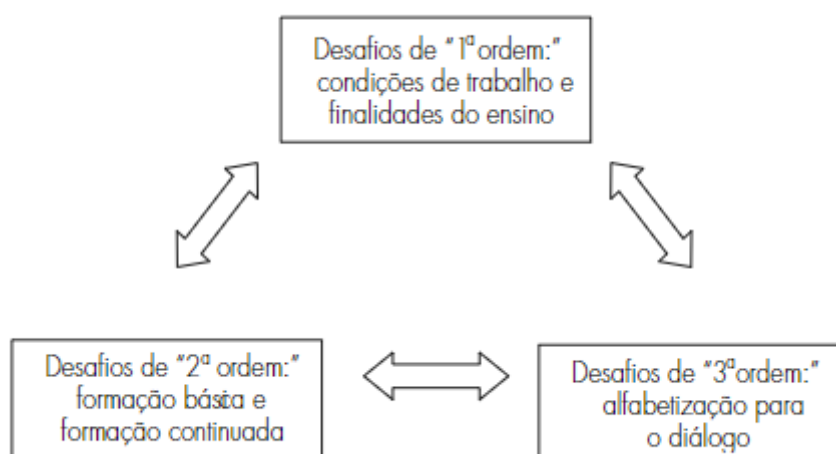 Desafios de "1ª ordem:"
condições de trabalho e
finalidades do ensino
Desafios de "2ª ordem:"
formação básica e
formação continuada
Desafios de "3ª ordem:"
alfabetização para
o diálogo